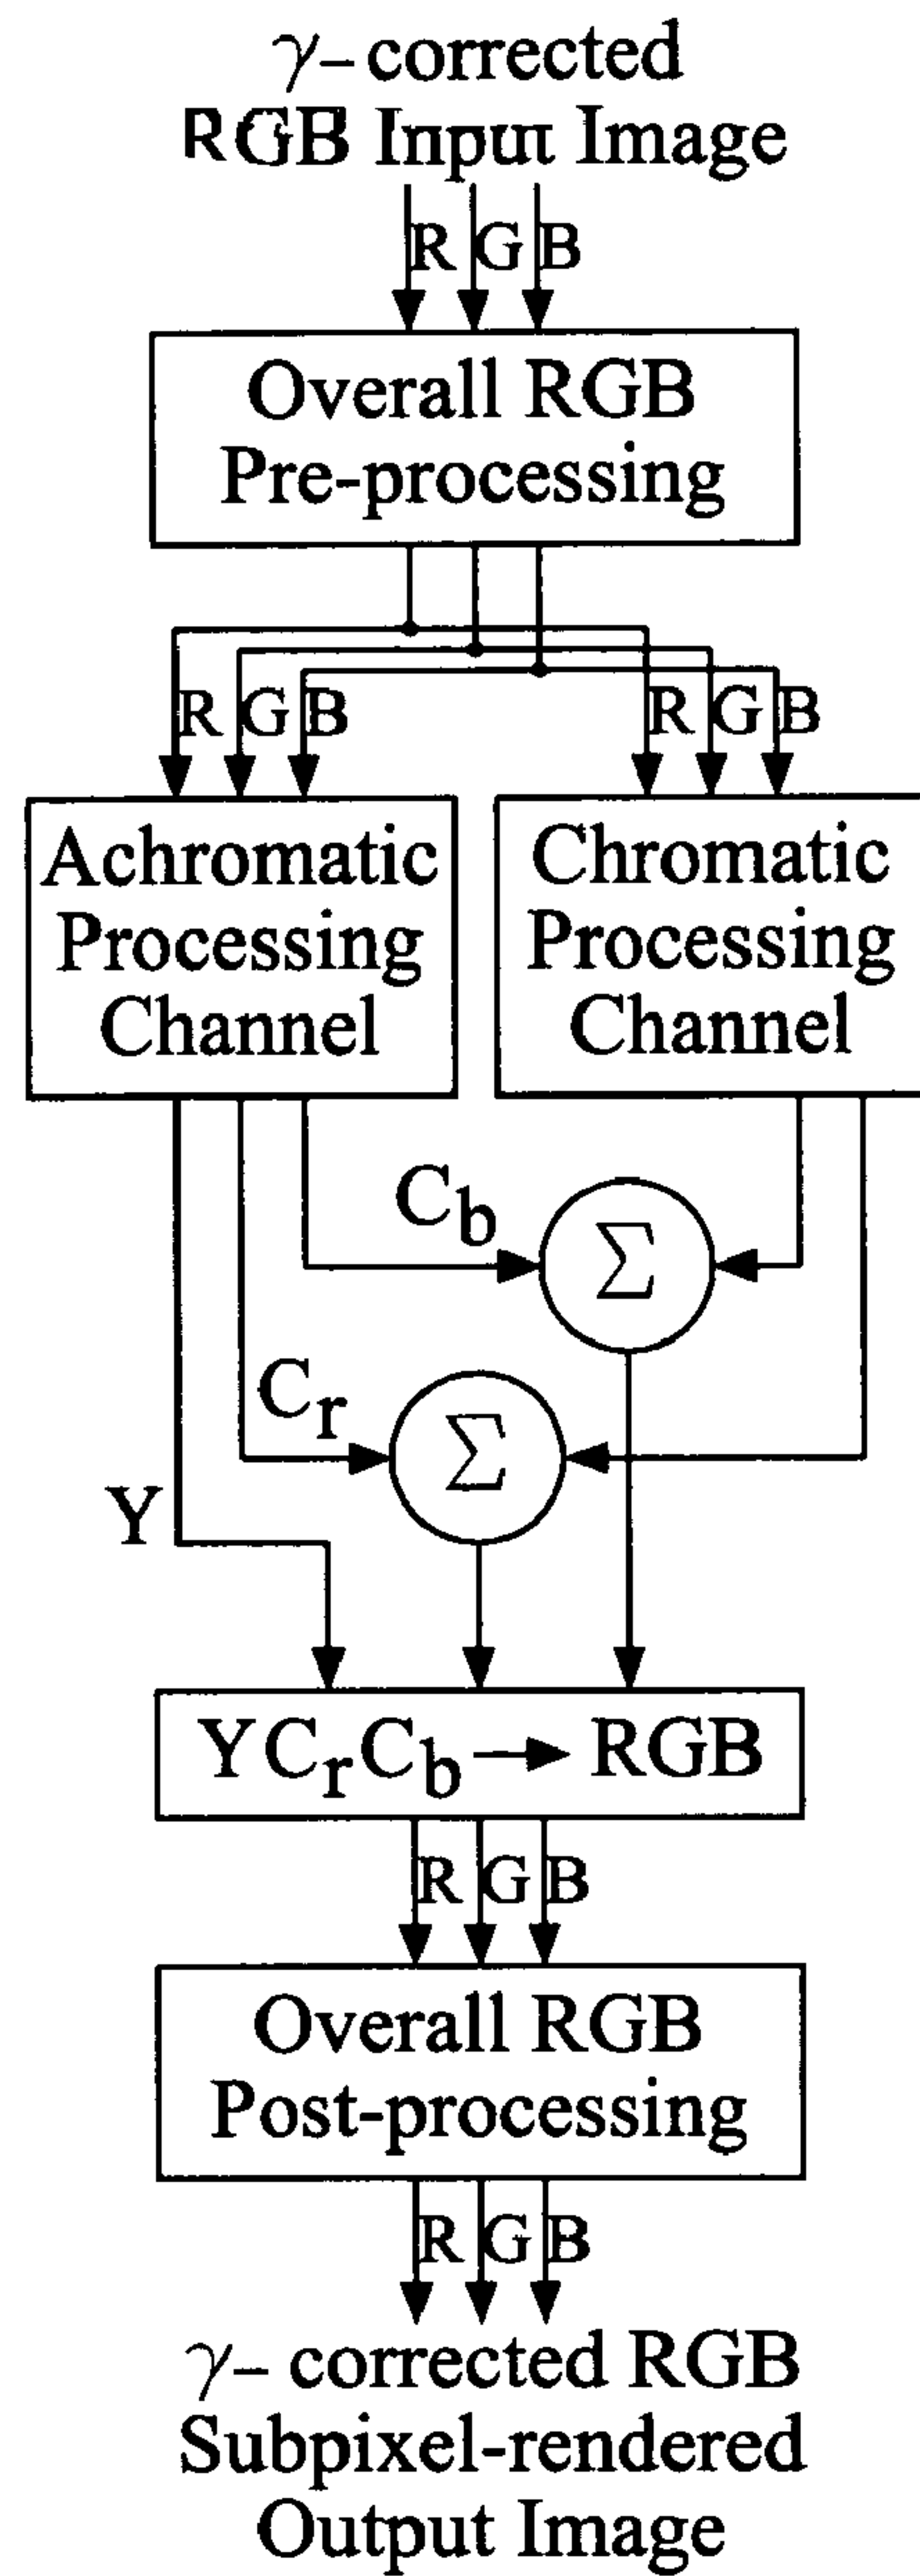 γ– corrected
RGB Input Image
R G B
Overall RGB
Pre-processing
R G B R G B
Achromatic
Processing
Channel
Chromatic
Processing
Channel
Cb
Σ
Cr
Σ
Y
YCrCb → RGB
R G B
Overall RGB
Post-processing
R G B
γ– corrected RGB
Subpixel-rendered
Output Image